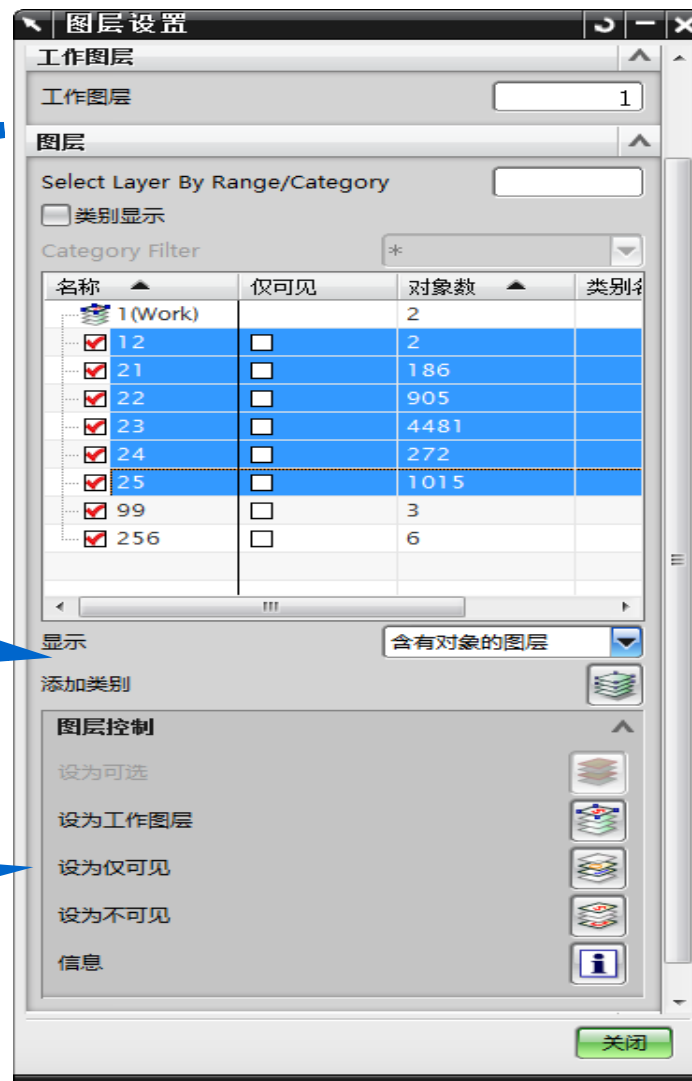 图层设置
工作图层
工作图层 1
图层
Select Layer By Range/Category
类别显示
Category Filter *
名称 仅可见 对象数 类别
1(Work) 2
12 2
21 186
22 905
23 4481
24 272
25 1015
99 3
256 6
显示 含有对象的图层
添加类别
图层控制
设为可选
设为工作图层
设为仅可见
设为不可见
信息
关闭